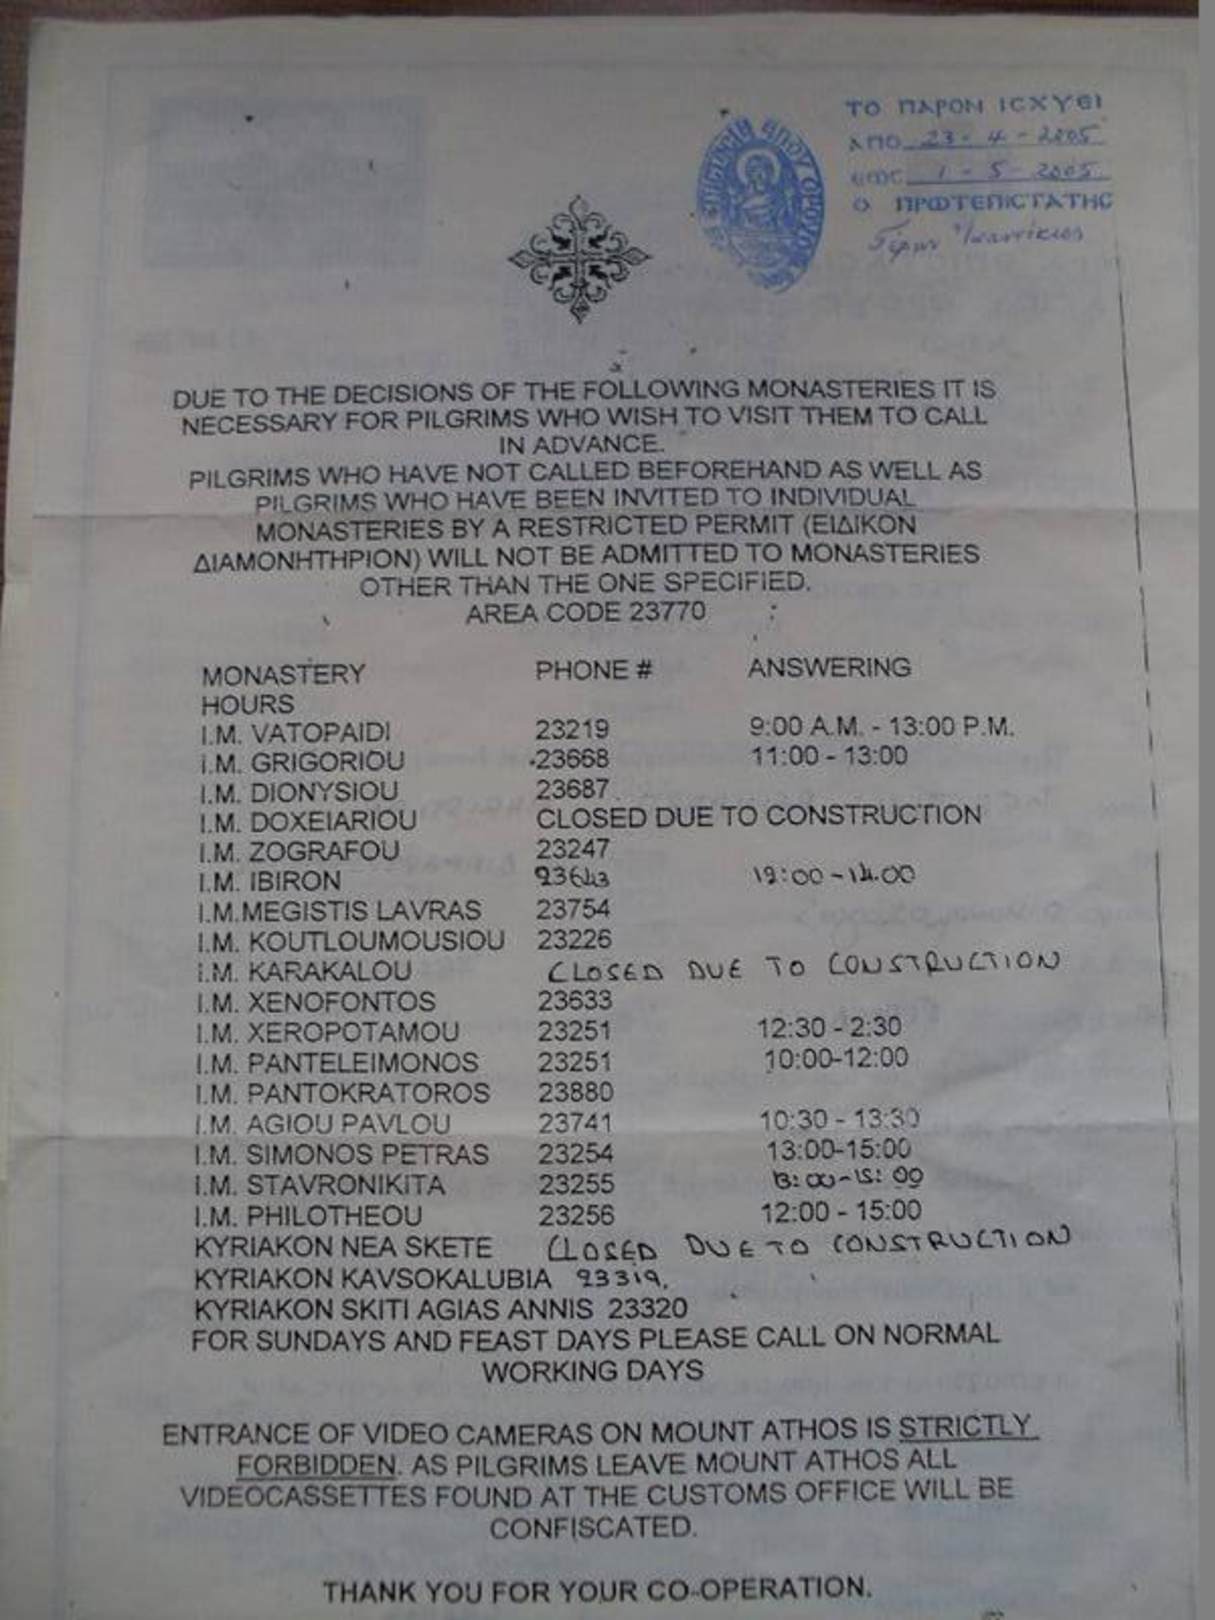 ΤΟ ΠΑΡΟΝ ΙCΧΥΕΙ
ΑΠΟ 23-4-2005
ΕΩC 1-5-2005
Ο ΠΡΩΤΕΠΙCΤΑΤΗC
DUE TO THE DECISIONS OF THE FOLLOWING MONASTERIES IT IS
NECESSARY FOR PILGRIMS WHO WISH TO VISIT THEM TO CALL
IN ADVANCE.
PILGRIMS WHO HAVE NOT CALLED BEFOREHAND AS WELL AS
PILGRIMS WHO HAVE BEEN INVITED TO INDIVIDUAL
MONASTERIES BY A RESTRICTED PERMIT (ΕΙΔΙΚΟΝ
ΔΙΑΜΟΝΗΤΗΡΙΟΝ) WILL NOT BE ADMITTED TO MONASTERIES
OTHER THAN THE ONE SPECIFIED.
AREA CODE 23770
MONASTERY PHONE # ANSWERING
HOURS
I.M. VATOPAIDI 23219 9:00 A.M. - 13:00 P.M.
I.M. GRIGORIOU 23668 11:00 - 13:00
I.M. DIONYSIOU 23687
I.M. DOXEIARIOU CLOSED DUE TO CONSTRUCTION
I.M. ZOGRAFOU 23247
I.M. IBIRON 23643 12:00-14:00
I.M.MEGISTIS LAVRAS 23754
I.M. KOUTLOUMOUSIOU 23226
I.M. KARAKALOU CLOSED DUE TO CONSTRUCTION
I.M. XENOFONTOS 23633
I.M. XEROPOTAMOU 23251 12:30 - 2:30
I.M. PANTELEIMONOS 23251 10:00-12:00
I.M. PANTOKRATOROS 23880
I.M. AGIOU PAVLOU 23741 10:30 - 13:30
I.M. SIMONOS PETRAS 23254 13:00-15:00
I.M. STAVRONIKITA 23255 13:00-15:00
I.M. PHILOTHEOU 23256 12:00 - 15:00
KYRIAKON NEA SKETE CLOSED DUE TO CONSTRUCTION
KYRIAKON KAVSOKALUBIA 23319.
KYRIAKON SKITI AGIAS ANNIS 23320
FOR SUNDAYS AND FEAST DAYS PLEASE CALL ON NORMAL
WORKING DAYS
ENTRANCE OF VIDEO CAMERAS ON MOUNT ATHOS IS STRICTLY
FORBIDDEN. AS PILGRIMS LEAVE MOUNT ATHOS ALL
VIDEOCASSETTES FOUND AT THE CUSTOMS OFFICE WILL BE
CONFISCATED.
THANK YOU FOR YOUR CO-OPERATION.